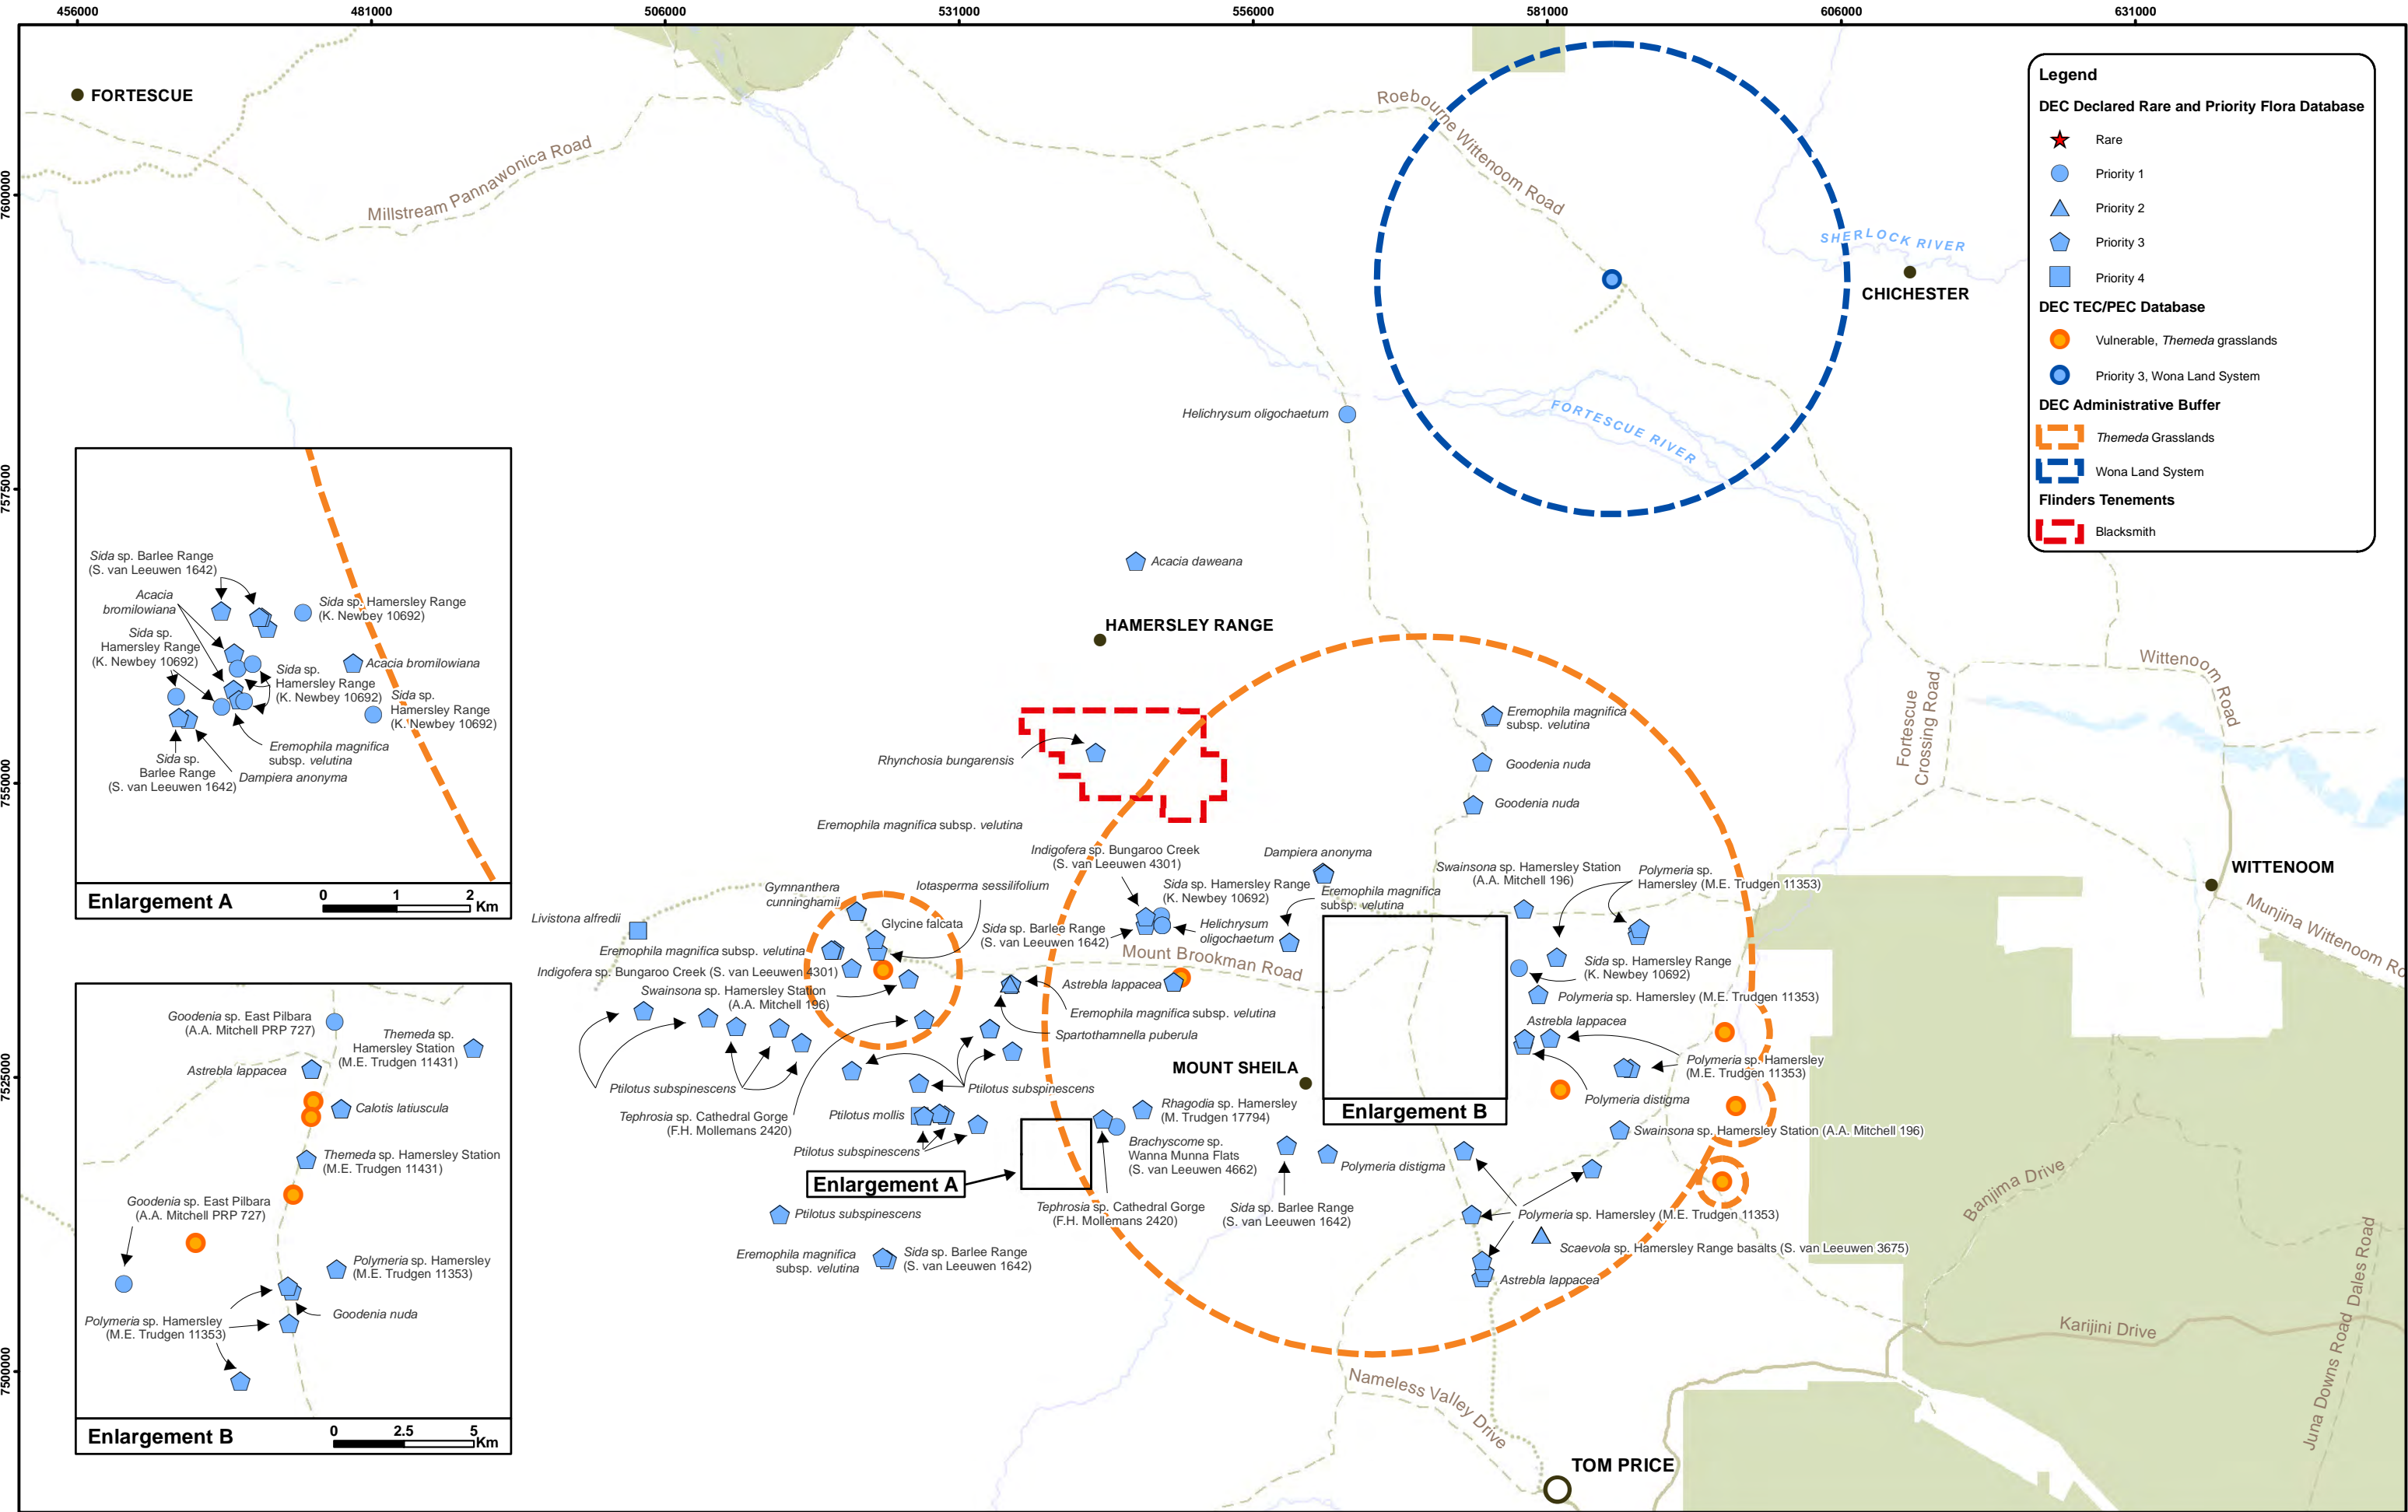 456000
481000
506000
531000
556000
581000
606000
631000
7600000
7575000
7550000
7525000
7500000
FORTESCUE
Millstream Pannawonica Road
Roebourne Wittenoom Road
SHERLOCK RIVER
CHICHESTER
FORTESCUE RIVER
Helichrysum oligochaetum
Acacia daweana
HAMERSLEY RANGE
Legend
DEC Declared Rare and Priority Flora Database
Rare
Priority 1
Priority 2
Priority 3
Priority 4
DEC TEC/PEC Database
Vulnerable, Themeda grasslands
Priority 3, Wona Land System
DEC Administrative Buffer
Themeda Grasslands
Wona Land System
Flinders Tenements
Blacksmith
Sida sp. Barlee Range
(S. van Leeuwen 1642)
Acacia
bromilowiana
Sida sp.
Hamersley Range
(K. Newbey 10692)
Sida sp. Hamersley Range
(K. Newbey 10692)
Acacia bromilowiana
Sida sp.
Hamersley Range
(K. Newbey 10692)
Sida sp.
Hamersley Range
(K. Newbey 10692)
Eremophila magnifica
subsp. velutina
Sida sp.
Barlee Range
(S. van Leeuwen 1642)
Dampiera anonyma
Enlargement A
0 1 2
Km
Goodenia sp. East Pilbara
(A.A. Mitchell PRP 727)
Themeda sp.
Hamersley Station
(M.E. Trudgen 11431)
Astrebla lappacea
Calotis latiuscula
Themeda sp. Hamersley Station
(M.E. Trudgen 11431)
Goodenia sp. East Pilbara
(A.A. Mitchell PRP 727)
Polymeria sp. Hamersley
(M.E. Trudgen 11353)
Goodenia nuda
Polymeria sp. Hamersley
(M.E. Trudgen 11353)
Enlargement B
0 2.5 5
Km
Rhynchosia bungarensis
Eremophila magnifica
subsp. velutina
Goodenia nuda
Goodenia nuda
Fortescue
Crossing Road
Wittenoom Road
WITTENOOM
Munjina Wittenoom Ro
Eremophila magnifica subsp. velutina
Indigofera sp. Bungaroo Creek
(S. van Leeuwen 4301)
Dampiera anonyma
Swainsona sp. Hamersley Station
(A.A. Mitchell 196)
Polymeria sp.
Hamersley (M.E. Trudgen 11353)
Gymnanthera
cunninghamii
Iotasperma sessilifolium
Sida sp. Hamersley Range
(K. Newbey 10692)
Eremophila magnifica
subsp. velutina
Livistona alfredii
Glycine falcata
Sida sp. Barlee Range
(S. van Leeuwen 1642)
Helichrysum
oligochaetum
Eremophila magnifica subsp. velutina
Mount Brookman Road
Sida sp. Hamersley Range
(K. Newbey 10692)
Indigofera sp. Bungaroo Creek (S. van Leeuwen 4301)
Swainsona sp. Hamersley Station
(A.A. Mitchell 196)
Astrebla lappacea
Polymeria sp. Hamersley (M.E. Trudgen 11353)
Eremophila magnifica subsp. velutina
Astrebla lappacea
Spartothamnella puberula
MOUNT SHEILA
Polymeria sp. Hamersley
(M.E. Trudgen 11353)
Ptilotus subspinescens
Ptilotus subspinescens
Polymeria distigma
Tephrosia sp. Cathedral Gorge
(F.H. Mollemans 2420)
Ptilotus mollis
Rhagodia sp. Hamersley
(M. Trudgen 17794)
Enlargement B
Ptilotus subspinescens
Brachyscome sp.
Wanna Munna Flats
(S. van Leeuwen 4662)
Swainsona sp. Hamersley Station (A.A. Mitchell 196)
Polymeria distigma
Enlargement A
Ptilotus subspinescens
Tephrosia sp. Cathedral Gorge
(F.H. Mollemans 2420)
Sida sp. Barlee Range
(S. van Leeuwen 1642)
Polymeria sp. Hamersley (M.E. Trudgen 11353)
Scaevola sp. Hamersley Range basalts (S. van Leeuwen 3675)
Eremophila magnifica
subsp. velutina
Sida sp. Barlee Range
(S. van Leeuwen 1642)
Astrebla lappacea
Banjima Drive
Karijini Drive
Juna Downs Road Dales Road
Nameless Valley Drive
TOM PRICE